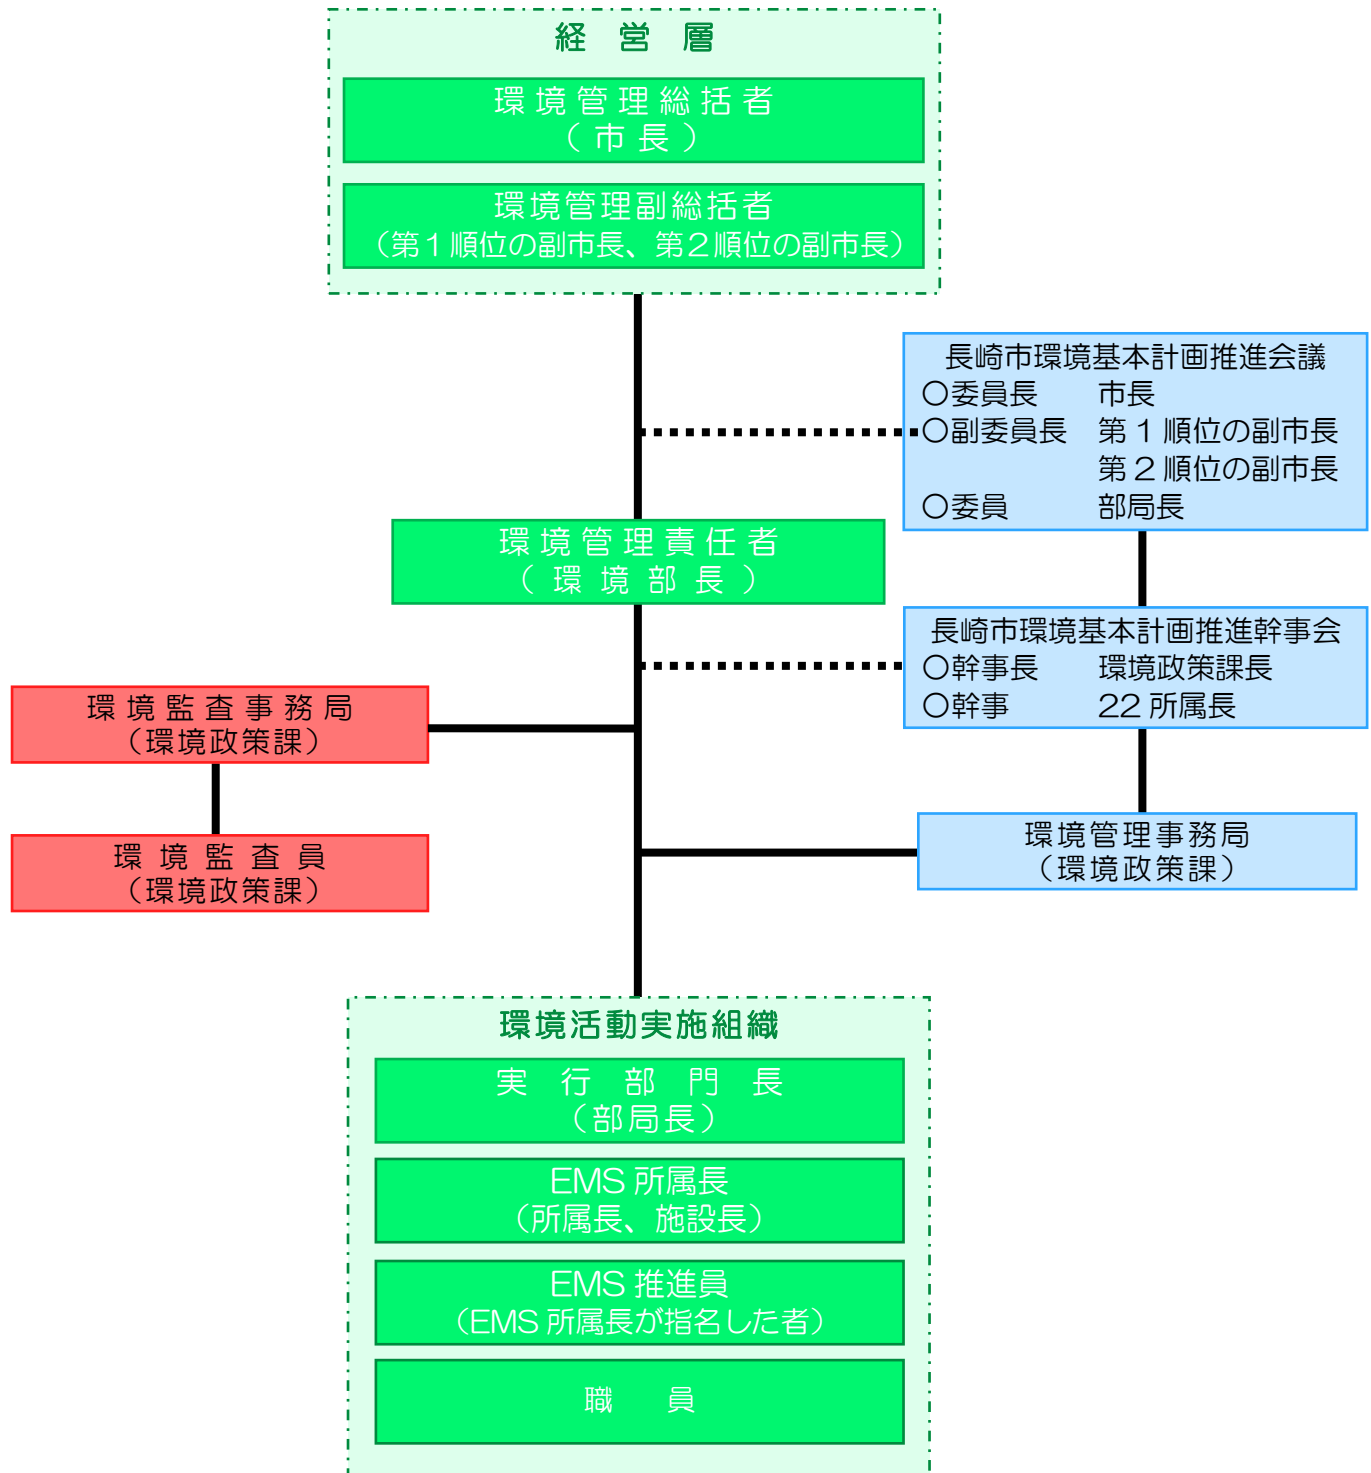 経 営 層
環境管理総括者
（市長）
環境管理副総括者
（第１順位の副市長、第２順位の副市長）
長崎市環境基本計画推進会議
○委員長 市長
○副委員長 第１順位の副市長
第２順位の副市長
○委員 部局長
環境管理責任者
（環境部長）
長崎市環境基本計画推進幹事会
○幹事長 環境政策課長
○幹事 22 所属長
環境監査事務局
（環境政策課）
環境監査員
（環境政策課）
環境管理事務局
（環境政策課）
環境活動実施組織
実 行 部 門 長
（部局長）
EMS 所属長
（所属長、施設長）
EMS 推進員
（EMS 所属長が指名した者）
職 員